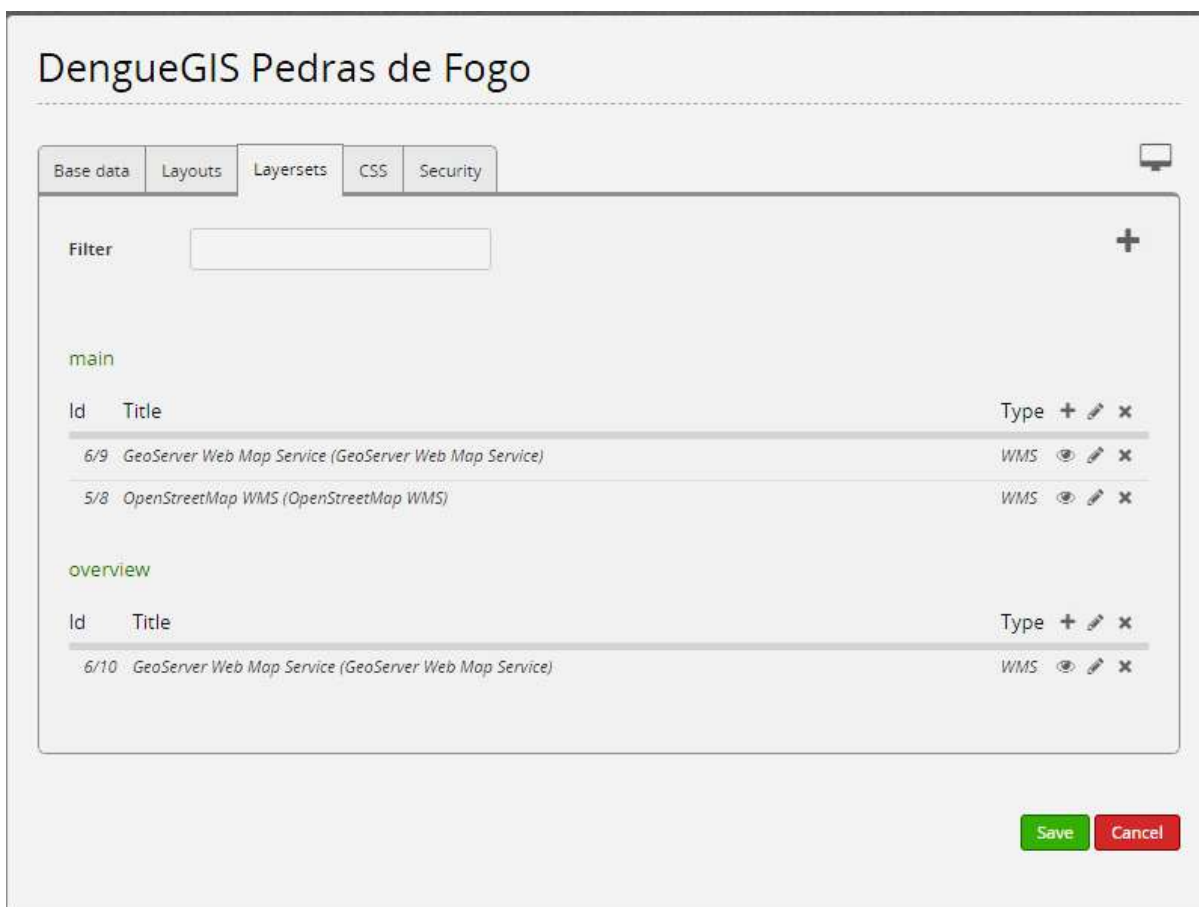 DengueGIS Pedras de Fogo
Base data Layouts Layersets CSS Security
Filter
main
Id Title Type
6/9 GeoServer Web Map Service (GeoServer Web Map Service) WMS
5/8 OpenStreetMap WMS (OpenStreetMap WMS) WMS
overview
Id Title Type
6/10 GeoServer Web Map Service (GeoServer Web Map Service) WMS
Save Cancel